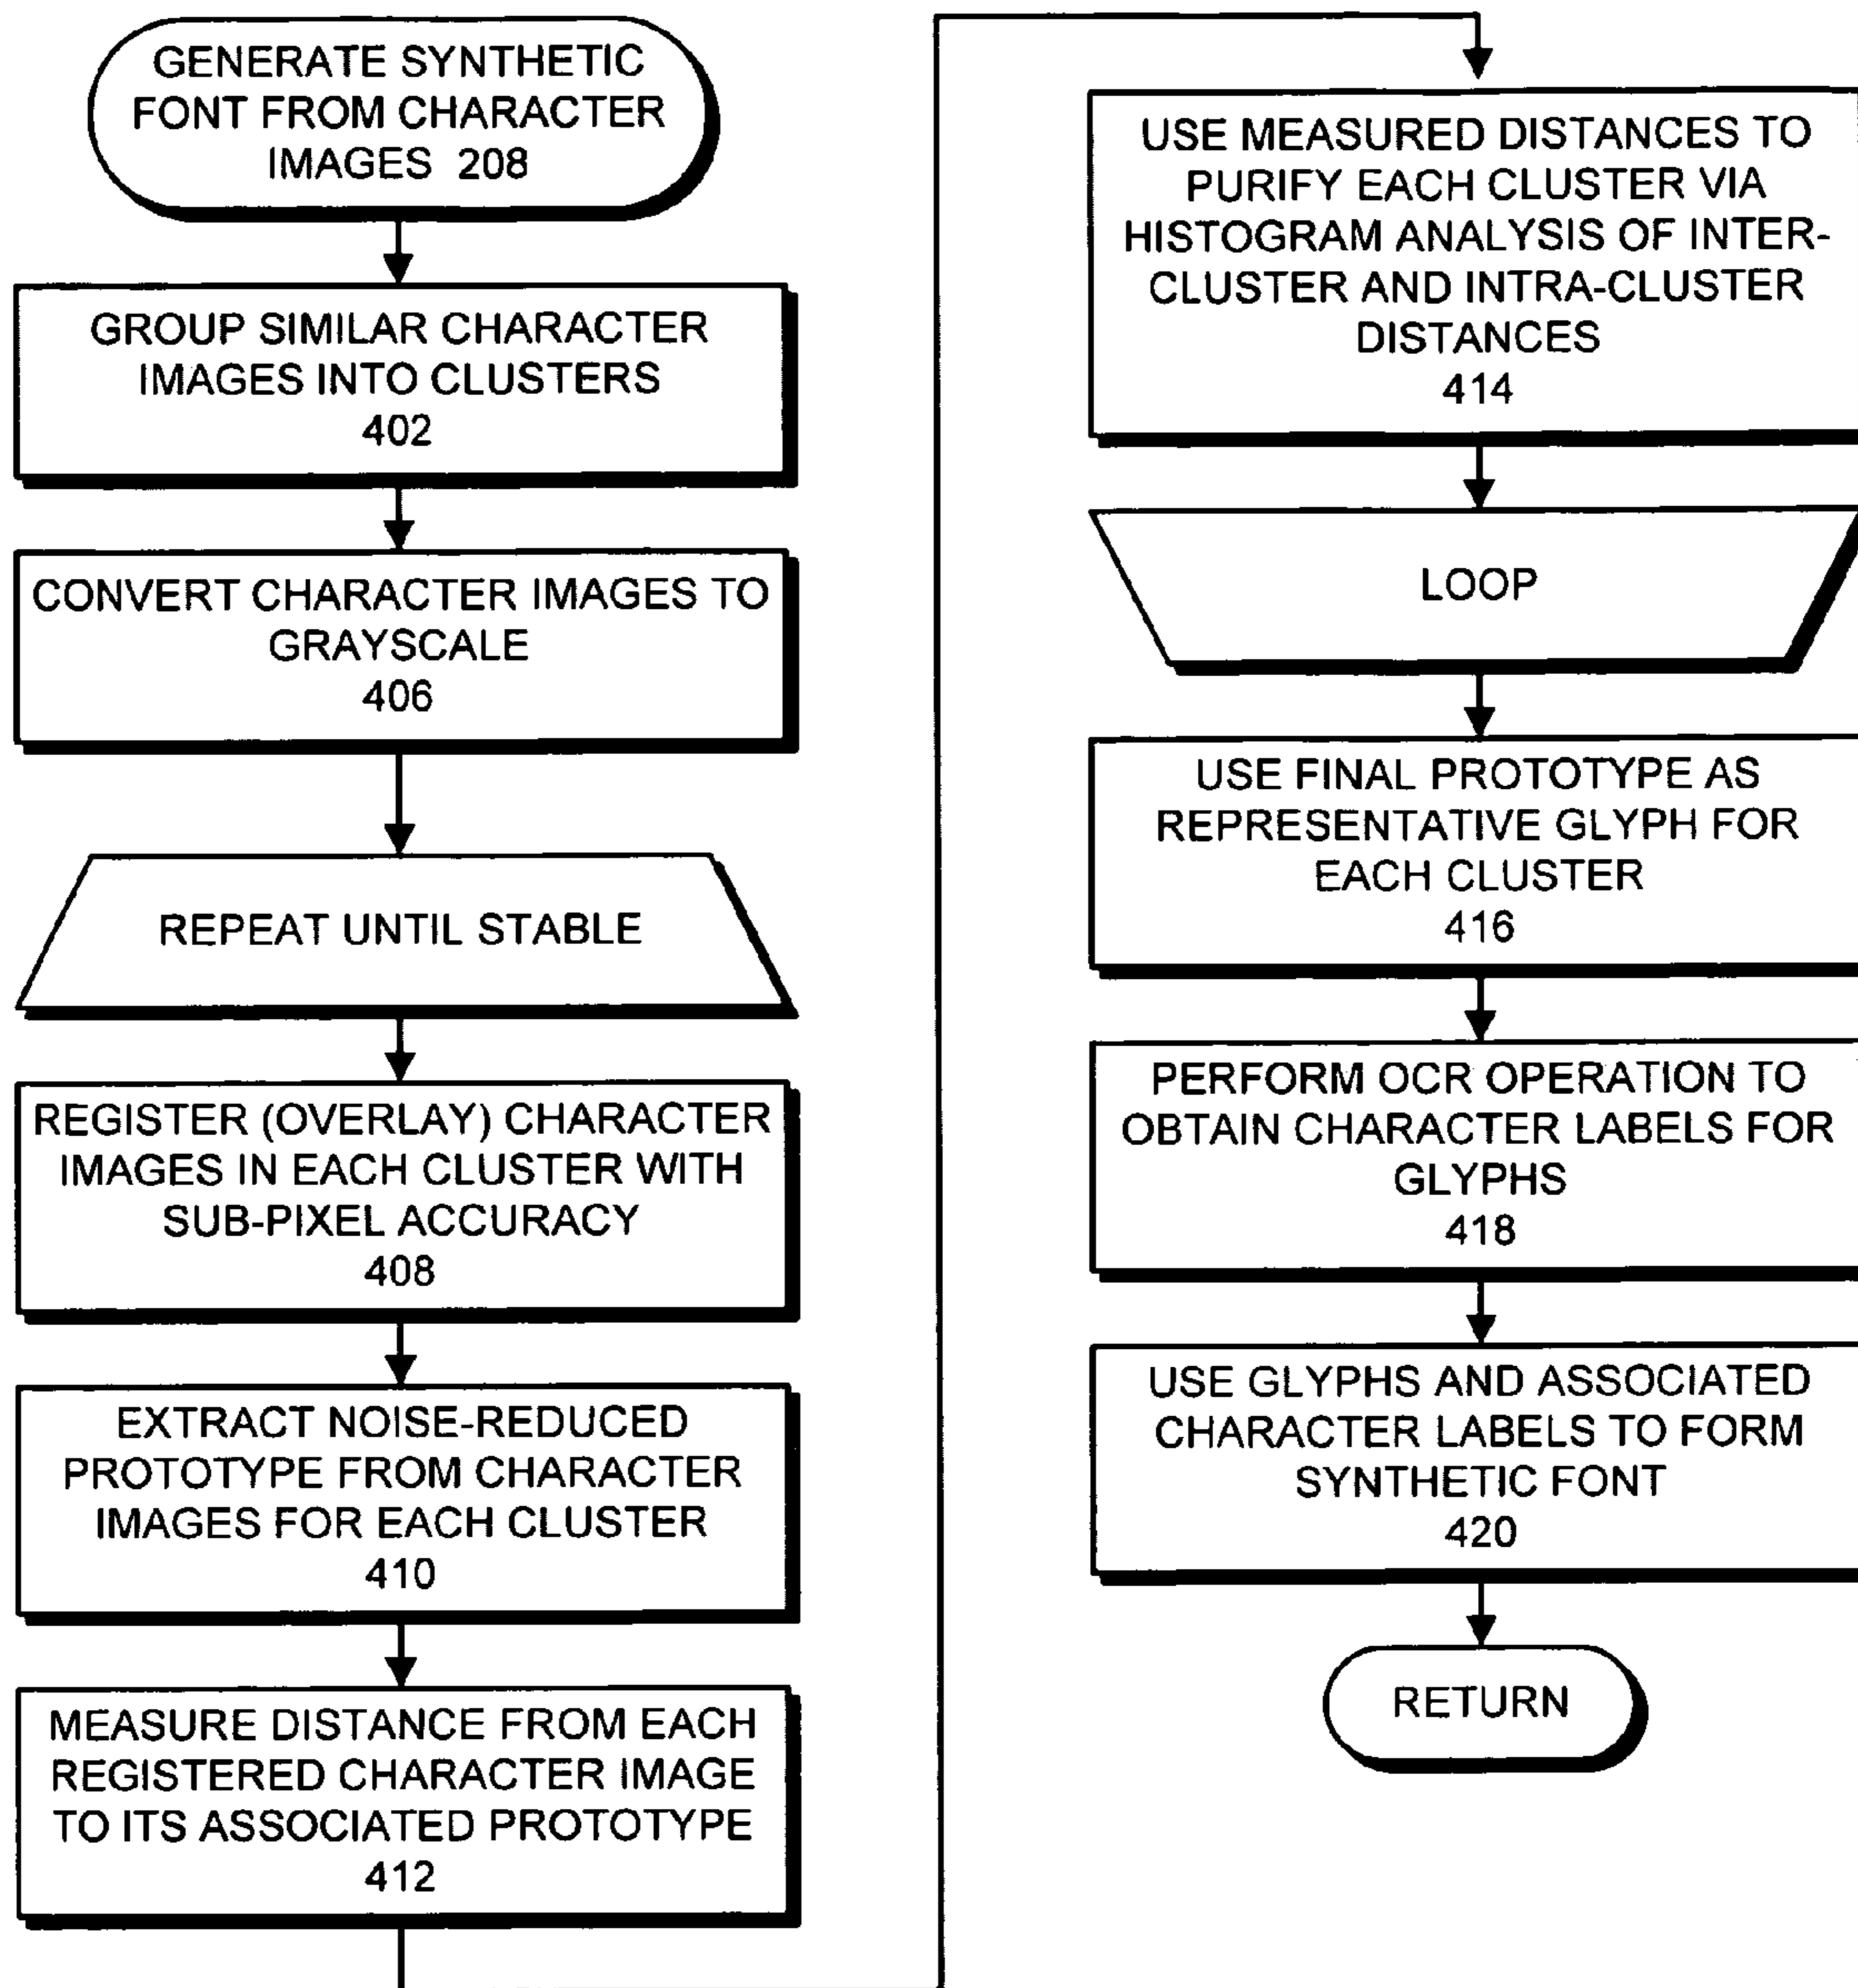 GENERATE SYNTHETIC
FONT FROM CHARACTER
IMAGES 208
GROUP SIMILAR CHARACTER
IMAGES INTO CLUSTERS
402
CONVERT CHARACTER IMAGES TO
GRAYSCALE
406
REPEAT UNTIL STABLE
REGISTER (OVERLAY) CHARACTER
IMAGES IN EACH CLUSTER WITH
SUB-PIXEL ACCURACY
408
EXTRACT NOISE-REDUCED
PROTOTYPE FROM CHARACTER
IMAGES FOR EACH CLUSTER
410
MEASURE DISTANCE FROM EACH
REGISTERED CHARACTER IMAGE
TO ITS ASSOCIATED PROTOTYPE
412
USE MEASURED DISTANCES TO
PURIFY EACH CLUSTER VIA
HISTOGRAM ANALYSIS OF INTER-
CLUSTER AND INTRA-CLUSTER
DISTANCES
414
LOOP
USE FINAL PROTOTYPE AS
REPRESENTATIVE GLYPH FOR
EACH CLUSTER
416
PERFORM OCR OPERATION TO
OBTAIN CHARACTER LABELS FOR
GLYPHS
418
USE GLYPHS AND ASSOCIATED
CHARACTER LABELS TO FORM
SYNTHETIC FONT
420
RETURN